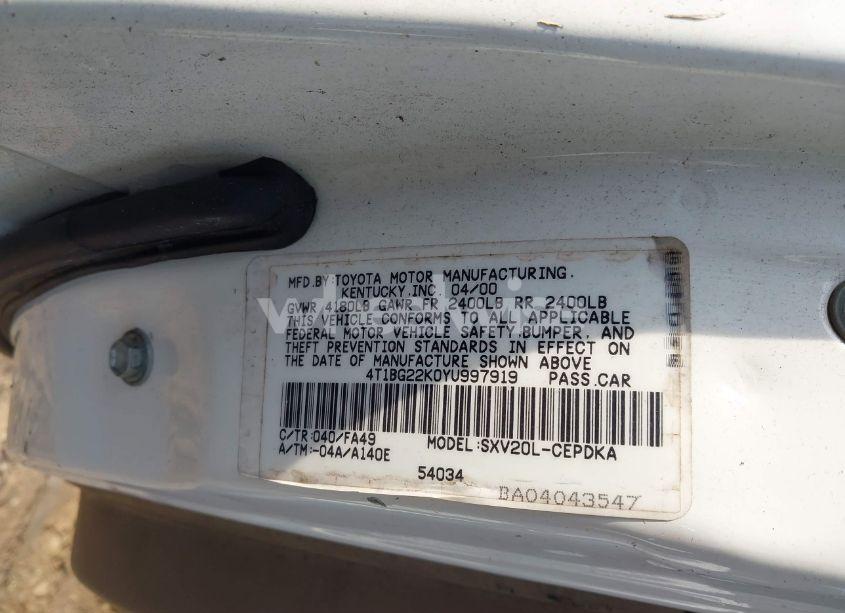 MFD.BY:TOYOTA MOTOR MANUFACTURING.
KENTUCKY.INC. 04/00
GVWR 4180LB GAWR FR 2400LB RR 2400LB
THIS VEHICLE CONFORMS TO ALL APPLICABLE
FEDERAL MOTOR VEHICLE SAFETY.BUMPER. AND
THEFT PREVENTION STANDARDS IN EFFECT ON
THE DATE OF MANUFACTURE SHOWN ABOVE
4T1BG22K0YU997919 PASS.CAR
C/TR:040/FA49
MODEL:SXV20L-CEPDKA
A/TM:-04A/A140E
54034
BA04043547